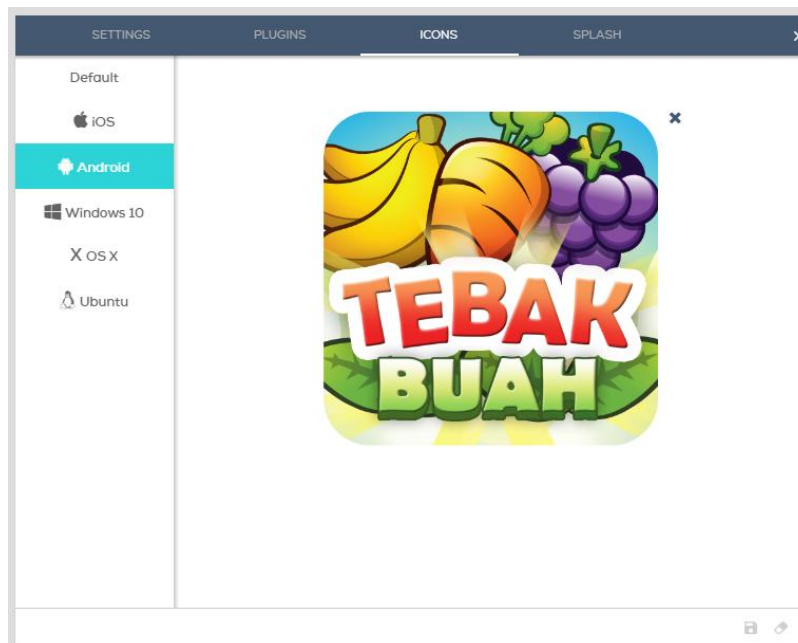 SETTINGS PLUGINS ICONS SPLASH
Default
iOS
Android
Windows 10
X OS X
Ubuntu
TEBAK
BUAH